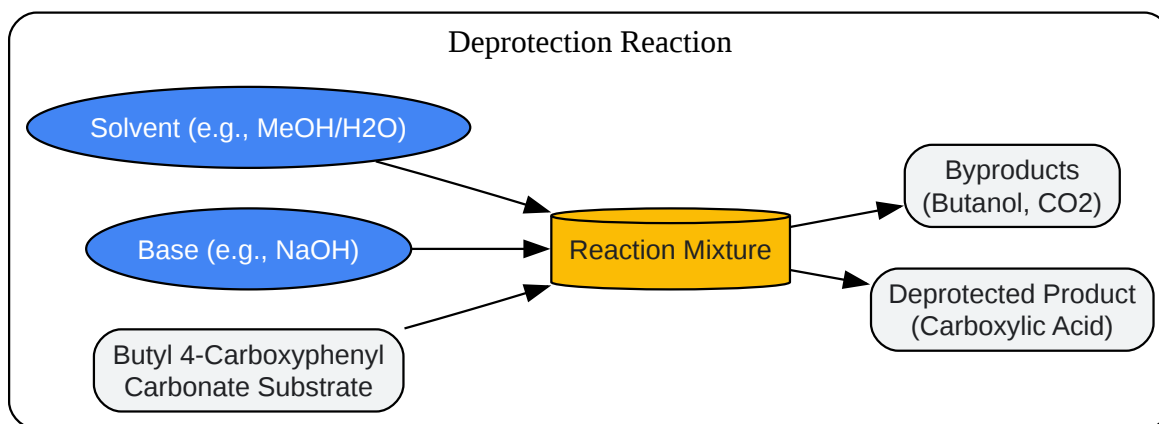 Deprotection Reaction
Solvent (e.g., MeOH/H2O)
Base (e.g., NaOH)
Butyl 4-Carboxyphenyl
Carbonate Substrate
Reaction Mixture
Byproducts
(Butanol, CO2)
Deprotected Product
(Carboxylic Acid)